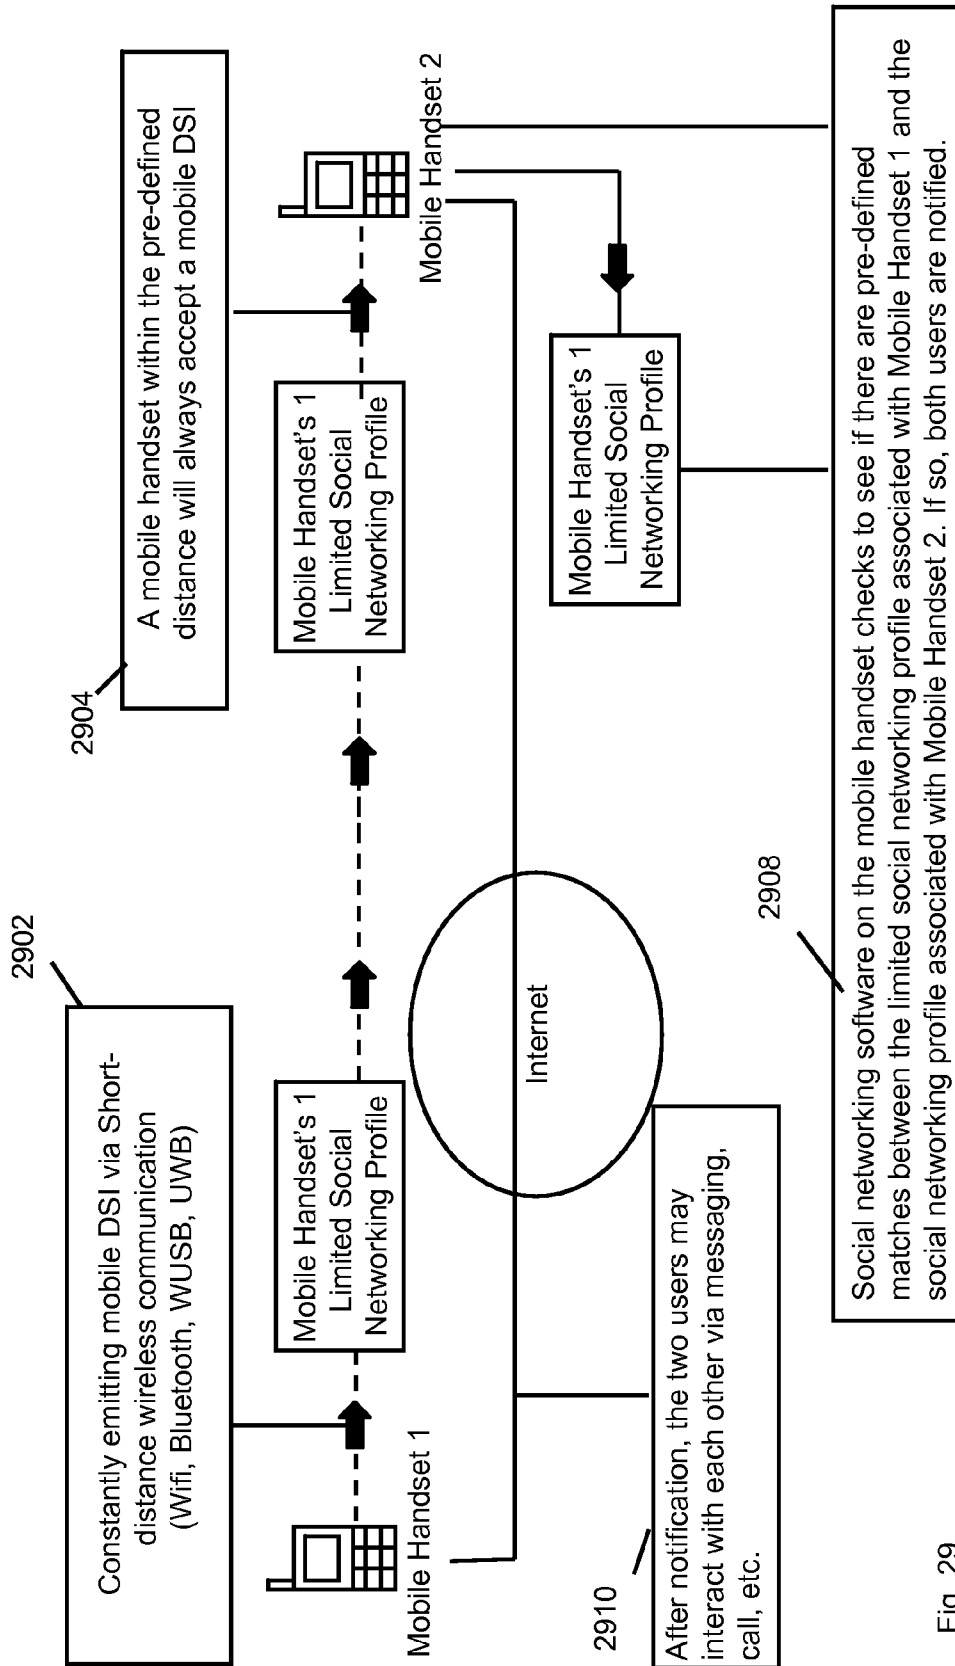 2902
Constantly emitting mobile DSI via Short-
distance wireless communication
(Wifi, Bluetooth, WUSB, UWB)
2904
A mobile handset within the pre-defined
distance will always accept a mobile DSI
Mobile Handset 1
Mobile Handset's 1
Limited Social
Networking Profile
Mobile Handset's 1
Limited Social
Networking Profile
Mobile Handset 2
Internet
Mobile Handset's 1
Limited Social
Networking Profile
2910
After notification, the two users may
interact with each other via messaging,
call, etc.
2908
Social networking software on the mobile handset checks to see if there are pre-defined
matches between the limited social networking profile associated with Mobile Handset 1 and the
social networking profile associated with Mobile Handset 2. If so, both users are notified.
Fig. 29